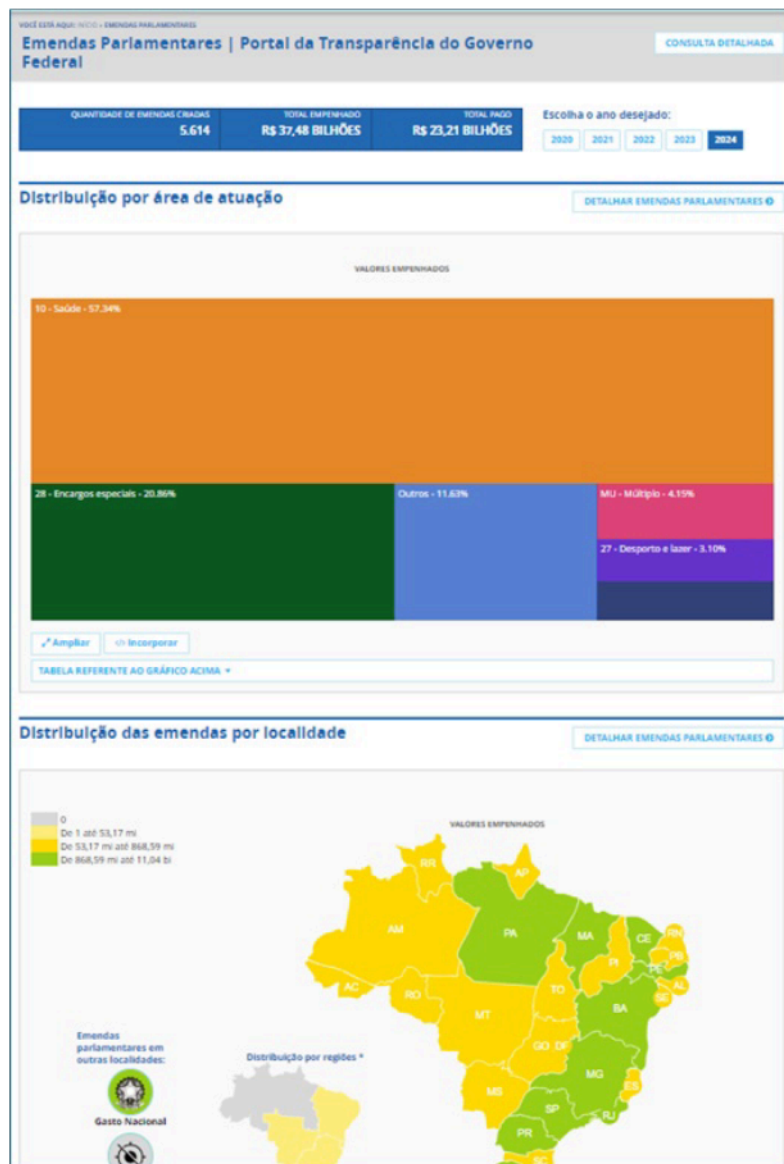 VOCÊ ESTÁ AQUI: INÍCIO » EMENDAS PARLAMENTARES
Emendas Parlamentares | Portal da Transparência do Governo
Federal
CONSULTA DETALHADA
QUANTIDADE DE EMENDAS CRIADAS
5.614
TOTAL EMPENHADO
R$ 37,48 BILHÕES
TOTAL PAGO
R$ 23,21 BILHÕES
Escolha o ano desejado:
2020 2021 2022 2023 2024
Distribuição por área de atuação
DETALHAR EMENDAS PARLAMENTARES
VALORES EMPENHADOS
10 - Saúde - 57.34%
28 - Encargos especiais - 20.86%
Outros - 11.63%
MU - Múltiplo - 4.15%
27 - Desporto e lazer - 3.10%
Ampliar
</> Incorporar
TABELA REFERENTE AO GRÁFICO ACIMA
Distribuição das emendas por localidade
DETALHAR EMENDAS PARLAMENTARES
0
De 1 até 53,17 mi
De 53,17 mi até 868,59 mi
De 868,59 mi até 11,04 bi
VALORES EMPENHADOS
RR
AP
AM
PA
MA
CE
RN
PB
PI
PE
AL
SE
AC
RO
TO
BA
MT
GO DF
MG
ES
MS
SP
RJ
PR
SC
Emendas
parlamentares em
outras localidades:
Gasto Nacional
Distribuição por regiões *